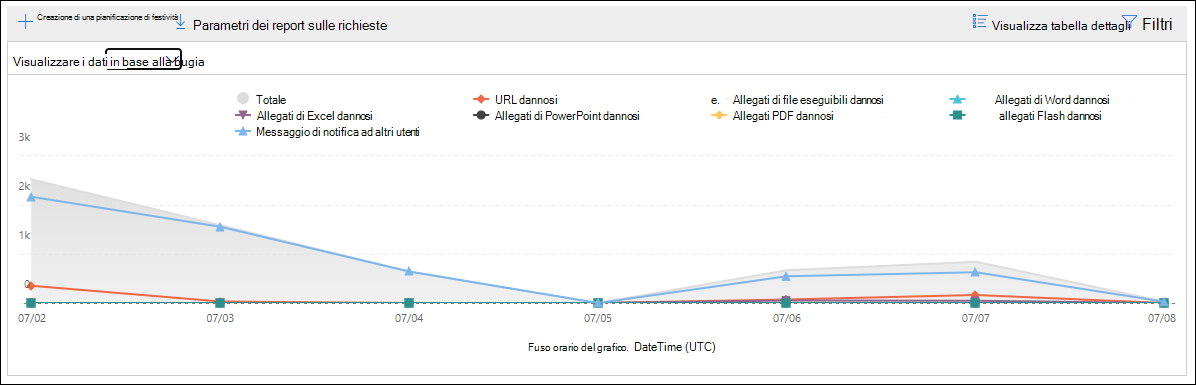 Creazione di una pianificazione di festività Parametri dei report sulle richieste Visualizza tabella dettagli Filtri
Visualizzare i dati in base alla bugia
Totale URL dannosi e. Allegati di file eseguibili dannosi Allegati di Word dannosi
Allegati di Excel dannosi Allegati di PowerPoint dannosi Allegati PDF dannosi allegati Flash dannosi
Messaggio di notifica ad altri utenti
3k
2k
1k
0
07/02 07/03 07/04 07/05 07/06 07/07 07/08
Fuso orario del grafico. DateTime (UTC)